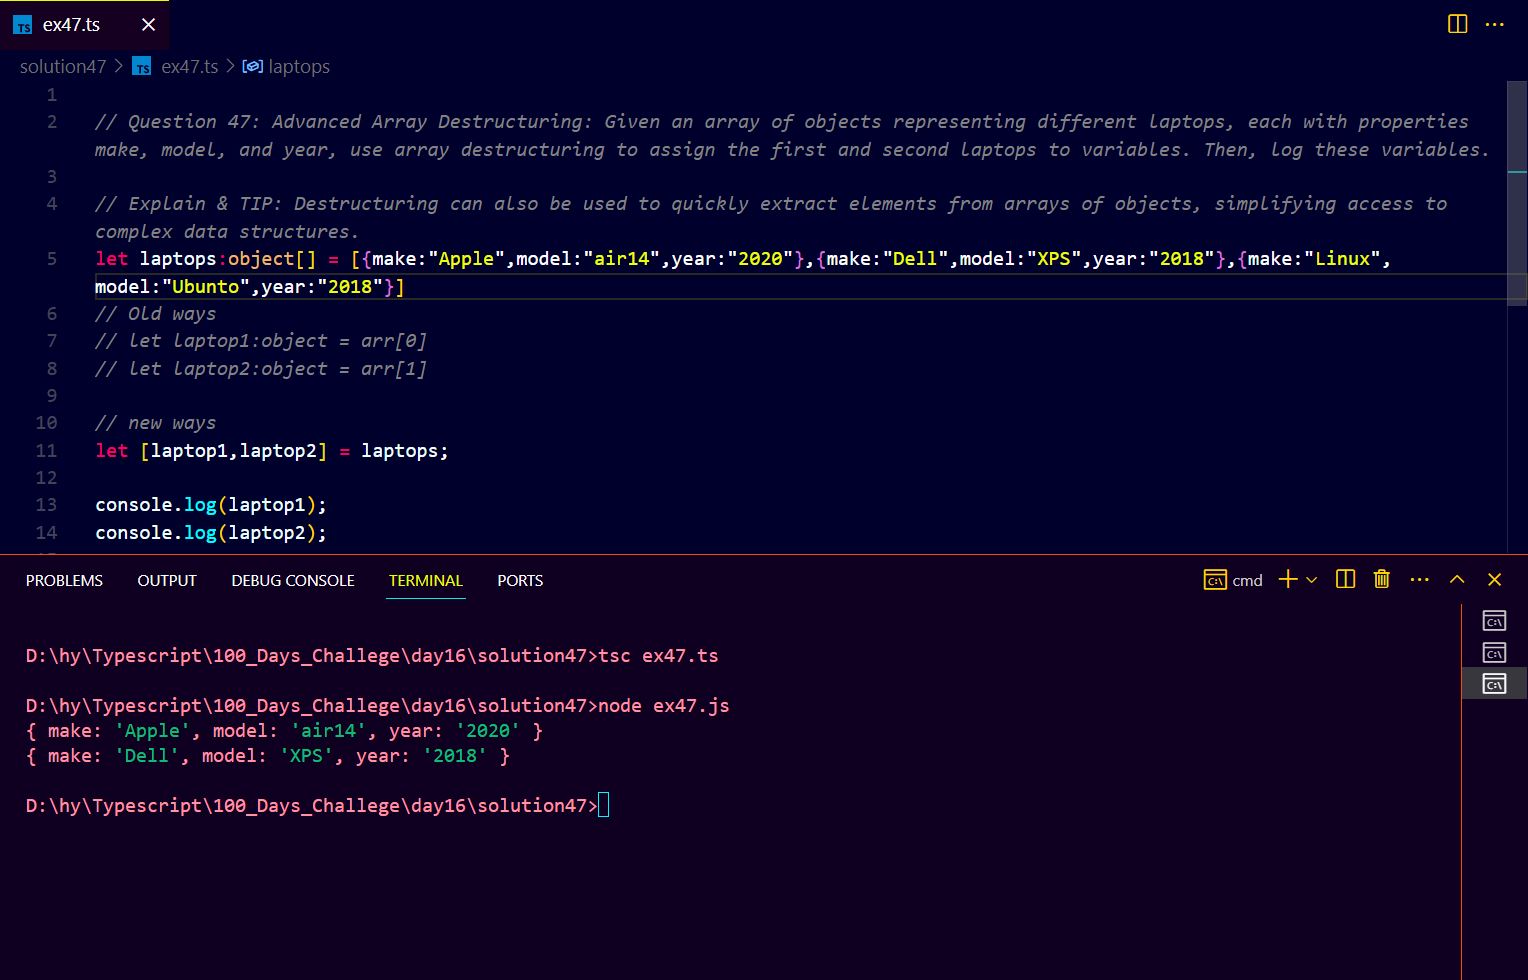 TS ex47.ts
solution47 > TS ex47.ts > laptops
1
2 // Question 47: Advanced Array Destructuring: Given an array of objects representing different laptops, each with properties
make, model, and year, use array destructuring to assign the first and second laptops to variables. Then, log these variables.
3
4 // Explain & TIP: Destructuring can also be used to quickly extract elements from arrays of objects, simplifying access to
complex data structures.
5 let laptops:object[] = [{make:"Apple",model:"air14",year:"2020"},{make:"Dell",model:"XPS",year:"2018"},{make:"Linux",
model:"Ubunto",year:"2018"}]
6 // Old ways
7 // let laptop1:object = arr[0]
8 // let laptop2:object = arr[1]
9
10 // new ways
11 let [laptop1,laptop2] = laptops;
12
13 console.log(laptop1);
14 console.log(laptop2);
PROBLEMS OUTPUT DEBUG CONSOLE TERMINAL PORTS cmd
D:\hy\Typescript\100_Days_Challege\day16\solution47>tsc ex47.ts
D:\hy\Typescript\100_Days_Challege\day16\solution47>node ex47.js
{ make: 'Apple', model: 'air14', year: '2020' }
{ make: 'Dell', model: 'XPS', year: '2018' }
D:\hy\Typescript\100_Days_Challege\day16\solution47>